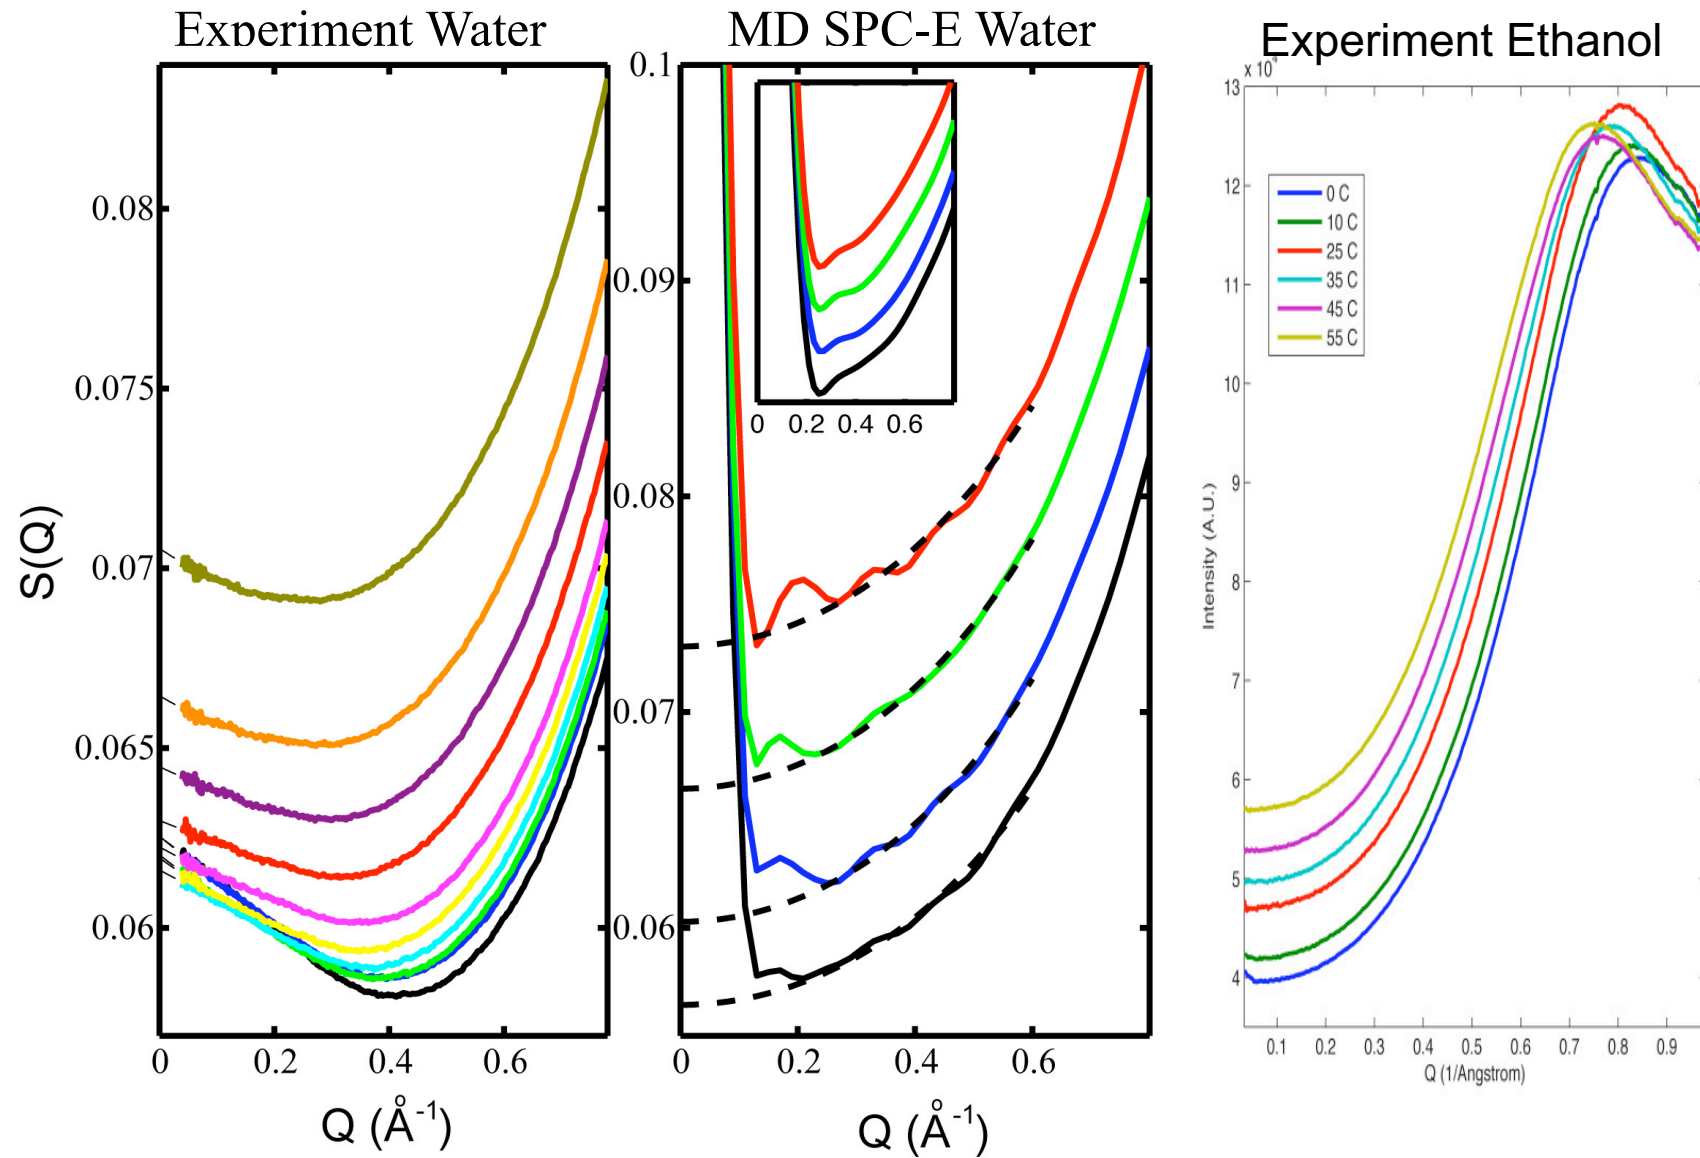 Experiment Water
MD SPC-E Water
Experiment Ethanol
S(Q)
0.08
0.075
0.07
0.065
0.06
0
0.2
0.4
0.6
Q (Å⁻¹)
0.1
0.09
0.08
0.07
0.06
0
0.2
0.4
0.6
0
0.2
0.4
0.6
Q (Å⁻¹)
x 10⁴
13
12
11
10
9
8
7
6
5
4
Intensity (A.U.)
0 C
10 C
25 C
35 C
45 C
55 C
0.1
0.2
0.3
0.4
0.5
0.6
0.7
0.8
0.9
Q (1/Angstrom)